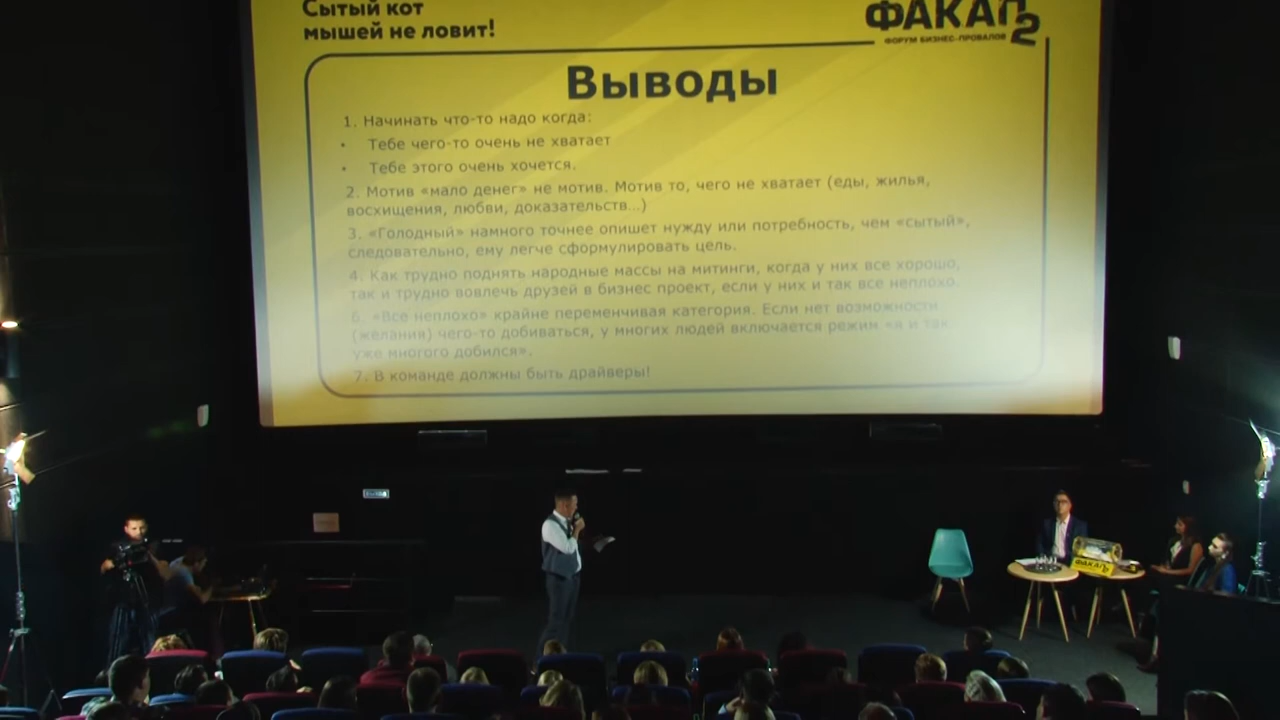 Сытый кот
мышей не ловит!
ФАКАП
2
ФОРУМ БИЗНЕС-ПРОВАЛОВ
Выводы
1. Начинать что-то надо когда:
• Тебе чего-то очень не хватает
• Тебе этого очень хочется.
2. Мотив «мало денег» не мотив. Мотив то, чего не хватает (еды, жилья,
восхищения, любви, доказательств...)
3. «Голодный» намного точнее опишет нужду или потребность, чем «сытый»,
следовательно, ему легче сформулировать цель.
4. Как трудно поднять народные массы на митинги, когда у них все хорошо,
так и трудно вовлечь друзей в бизнес проект, если у них и так все неплохо.
6. «Все неплохо» крайне переменчивая категория. Если нет возможности
(желания) чего-то добиваться, у многих людей включается режим «я и так
уже многого добился».
7. В команде должны быть драйверы!
ВЫХОД
ФАКАП2